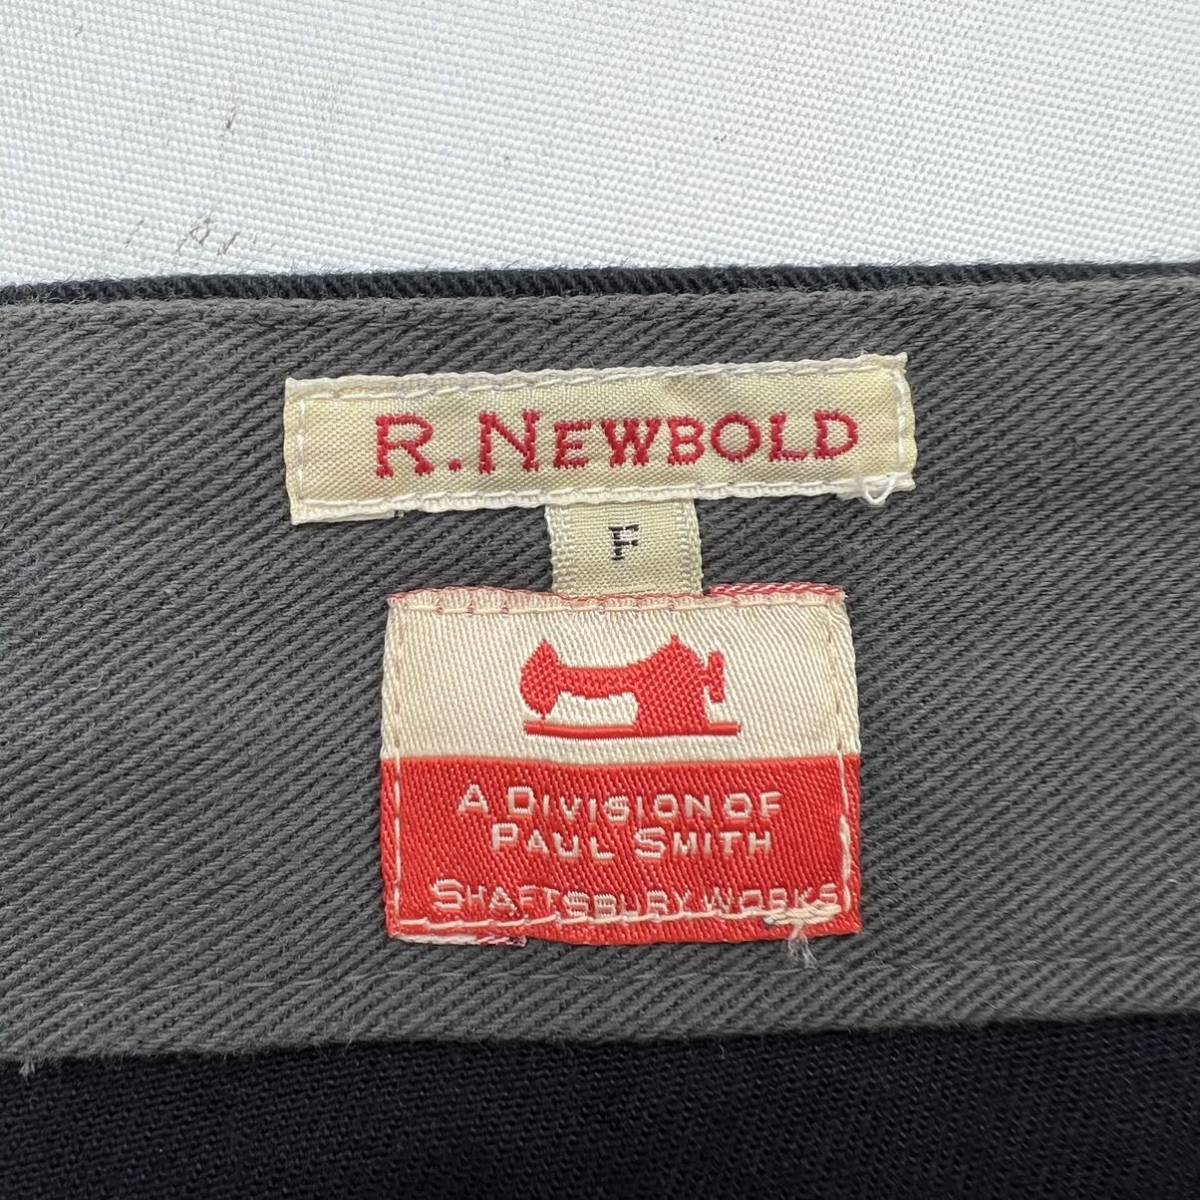 R. NEWBOLD
F
A DIVISION OF
PAUL SMITH
SHAFTSBURY WORKS